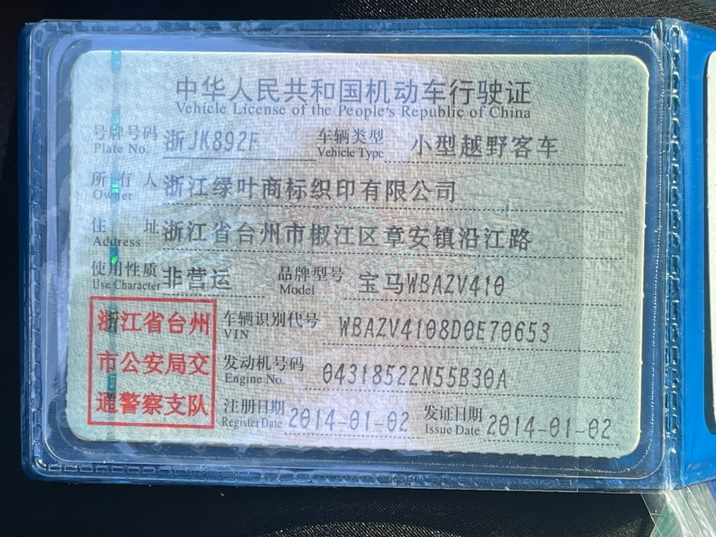 中华人民共和国机动车行驶证
Vehicle License of the People's Republic of China
号牌号码 浙JK892F 车辆类型 小型越野客车
Plate No. Vehicle Type
所有人 浙江绿叶商标织印有限公司
Owner
住址 浙江省台州市椒江区章安镇沿江路
Address
使用性质 非营运 品牌型号 宝马WBAZV410
Use Character Model
浙江省台州
市公安局交
通警察支队
车辆识别代号 WBAZV4108D0E70653
VIN
发动机号码 04318522N55B30A
Engine No.
注册日期 2014-01-02 发证日期 2014-01-02
Register Date Issue Date